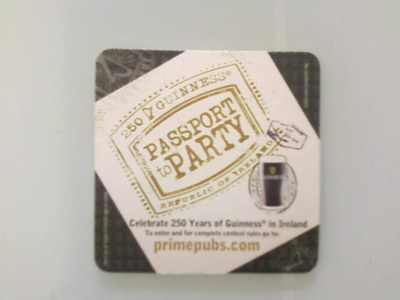 250 GUINNESS®
PASSPORT
to PARTY
REPUBLIC OF IRELAND
GUINNESS
Celebrate 250 Years of Guinness® in Ireland
To enter and for complete contest rules go to:
primepubs.com